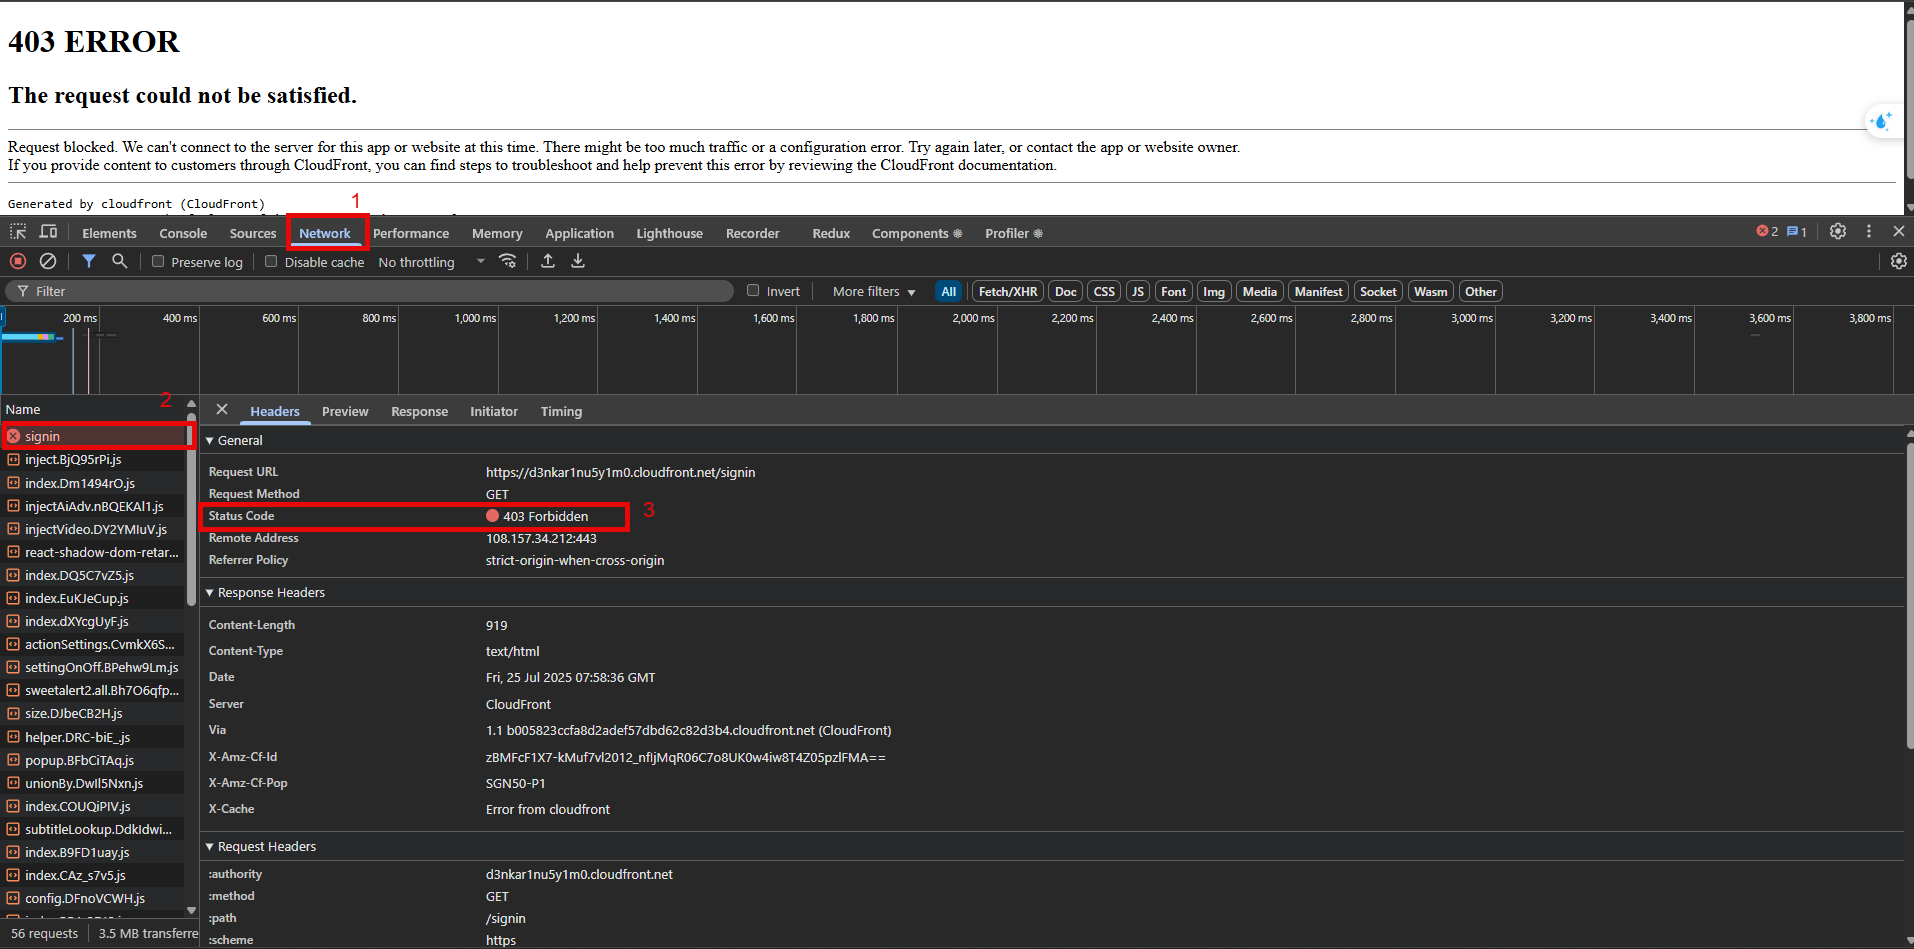 403 ERROR
The request could not be satisfied.
Request blocked. We can't connect to the server for this app or website at this time. There might be too much traffic or a configuration error. Try again later, or contact the app or website owner.
If you provide content to customers through CloudFront, you can find steps to troubleshoot and help prevent this error by reviewing the CloudFront documentation.
Generated by cloudfront (CloudFront)
1
Elements Console Sources Network Performance Memory Application Lighthouse Recorder Redux Components Profiler 2 1
Preserve log Disable cache No throttling
Filter Invert More filters All Fetch/XHR Doc CSS JS Font Img Media Manifest Socket Wasm Other
200 ms 400 ms 600 ms 800 ms 1,000 ms 1,200 ms 1,400 ms 1,600 ms 1,800 ms 2,000 ms 2,200 ms 2,400 ms 2,600 ms 2,800 ms 3,000 ms 3,200 ms 3,400 ms 3,600 ms 3,800 ms
Name 2
signin
inject.BjQ95rPi.js
index.Dm1494rO.js
injectAiAdv.nBQEKAl1.js
injectVideo.DY2YMIuV.js
react-shadow-dom-retar...
index.DQ5C7vZ5.js
index.EuKJeCup.js
index.dXYcgUyF.js
actionSettings.CvmkX6S...
settingOnOff.BPehw9Lm.js
sweetalert2.all.Bh7O6qfp...
size.DJbeCB2H.js
helper.DRC-biE_.js
popup.BFbCiTAq.js
unionBy.DwIl5Nxn.js
index.COUQiPIV.js
subtitleLookup.DdkIdwi...
index.B9FD1uay.js
index.CAz_s7v5.js
config.DFnoVCWH.js
56 requests 3.5 MB transferre
Headers Preview Response Initiator Timing
General
Request URL https://d3nkar1nu5y1m0.cloudfront.net/signin
Request Method GET
Status Code 403 Forbidden 3
Remote Address 108.157.34.212:443
Referrer Policy strict-origin-when-cross-origin
Response Headers
Content-Length 919
Content-Type text/html
Date Fri, 25 Jul 2025 07:58:36 GMT
Server CloudFront
Via 1.1 b005823ccfa8d2adef57dbd62c82d3b4.cloudfront.net (CloudFront)
X-Amz-Cf-Id zBMFcF1X7-kMuf7vl2012_nfIjMqR06C7o8UK0w4iw8T4Z05pzlFMA==
X-Amz-Cf-Pop SGN50-P1
X-Cache Error from cloudfront
Request Headers
:authority d3nkar1nu5y1m0.cloudfront.net
:method GET
:path /signin
:scheme https